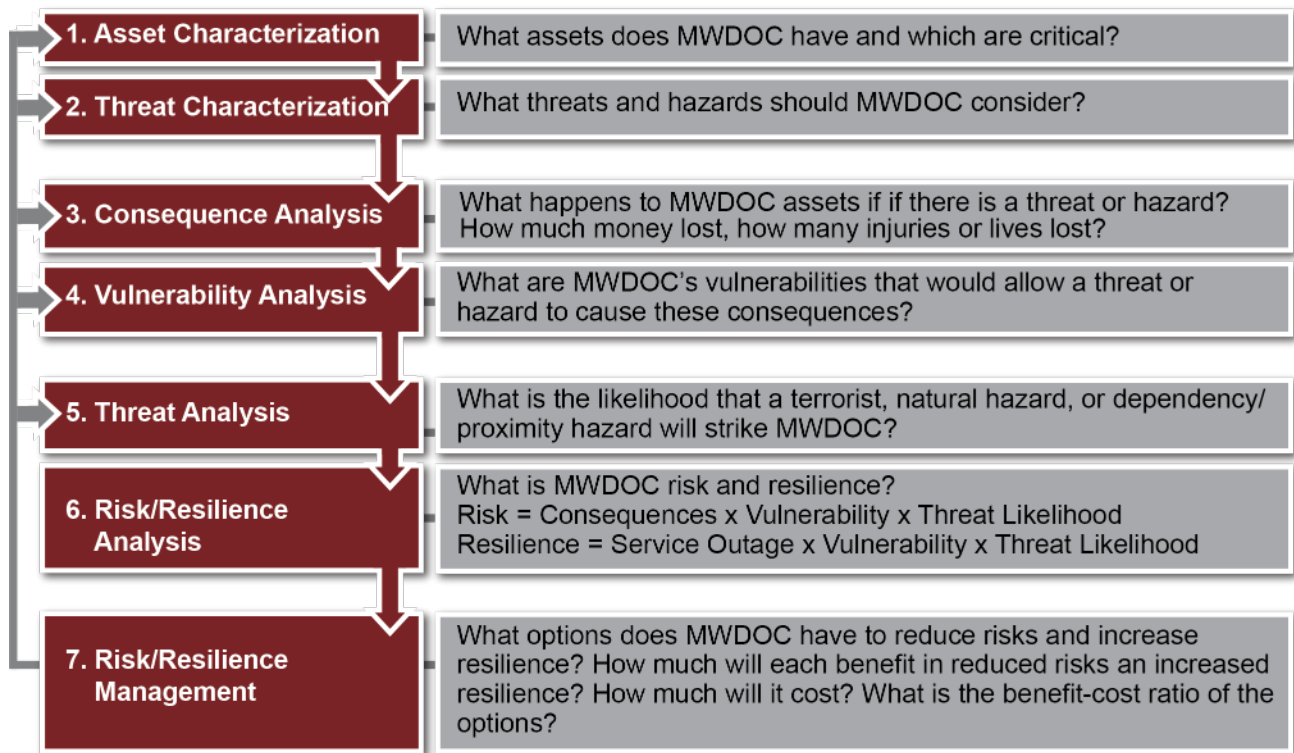 1. Asset Characterization
What assets does MWDOC have and which are critical?
2. Threat Characterization
What threats and hazards should MWDOC consider?
3. Consequence Analysis
What happens to MWDOC assets if if there is a threat or hazard?
How much money lost, how many injuries or lives lost?
4. Vulnerability Analysis
What are MWDOC’s vulnerabilities that would allow a threat or
hazard to cause these consequences?
5. Threat Analysis
What is the likelihood that a terrorist, natural hazard, or dependency/
proximity hazard will strike MWDOC?
6. Risk/Resilience
Analysis
What is MWDOC risk and resilience?
Risk = Consequences x Vulnerability x Threat Likelihood
Resilience = Service Outage x Vulnerability x Threat Likelihood
7. Risk/Resilience
Management
What options does MWDOC have to reduce risks and increase
resilience? How much will each benefit in reduced risks an increased
resilience? How much will it cost? What is the benefit-cost ratio of the
options?